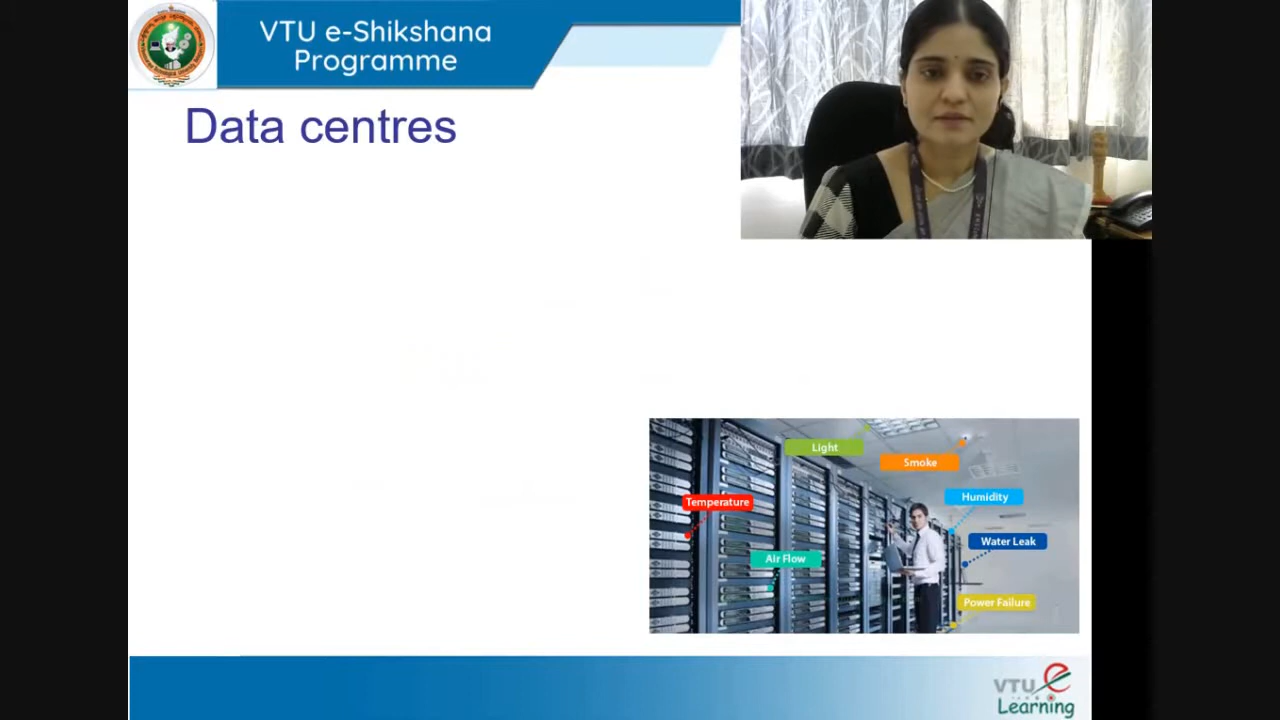 VTU e-Shikshana
Programme
Data centres
Light
Smoke
Temperature
Humidity
Water Leak
Air Flow
Power Failure
VTU e
Learning